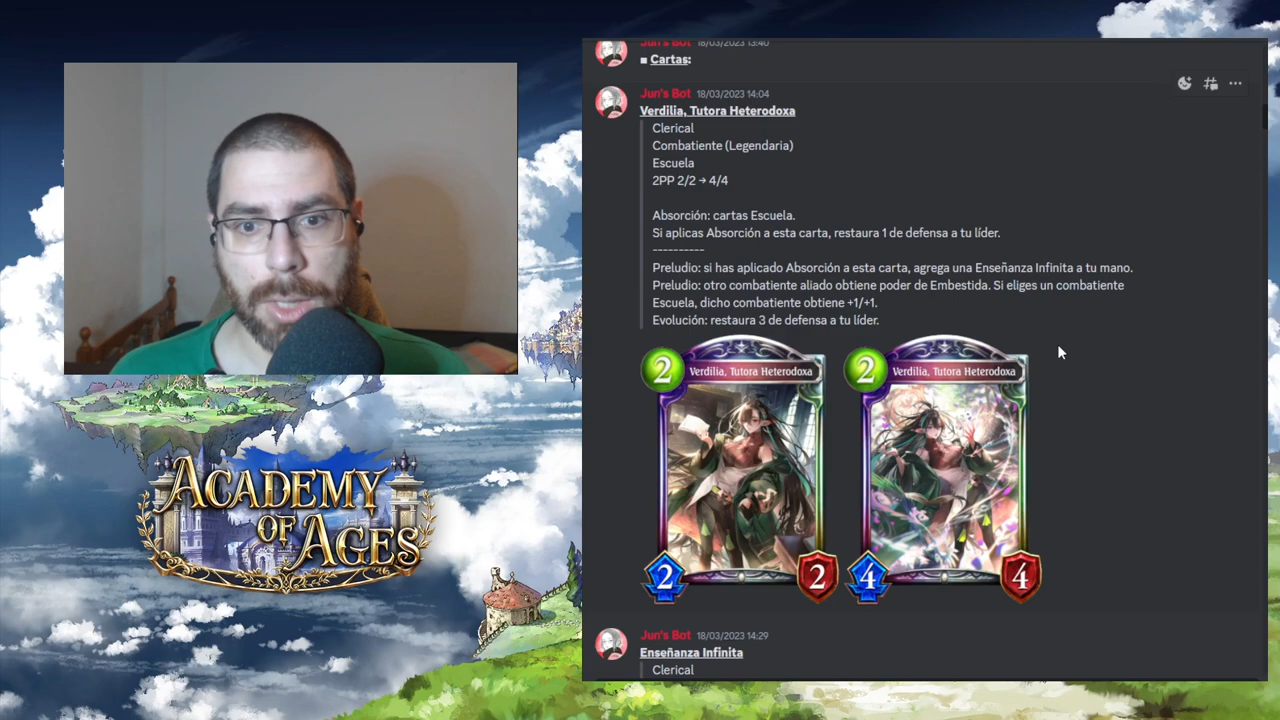 Jun's Bot 18/03/2023 13:40
■ Cartas:
Jun's Bot 18/03/2023 14:04
Verdilia, Tutora Heterodoxa
Clerical
Combatiente (Legendaria)
Escuela
2PP 2/2 → 4/4
Absorción: cartas Escuela.
Si aplicas Absorción a esta carta, restaura 1 de defensa a tu líder.
----------
Preludio: si has aplicado Absorción a esta carta, agrega una Enseñanza Infinita a tu mano.
Preludio: otro combatiente aliado obtiene poder de Embestida. Si eliges un combatiente
Escuela, dicho combatiente obtiene +1/+1.
Evolución: restaura 3 de defensa a tu líder.
2 Verdilia, Tutora Heterodoxa
2 2
2 Verdilia, Tutora Heterodoxa
4 4
Jun's Bot 18/03/2023 14:29
Enseñanza Infinita
Clerical
ACADEMY
OF AGES